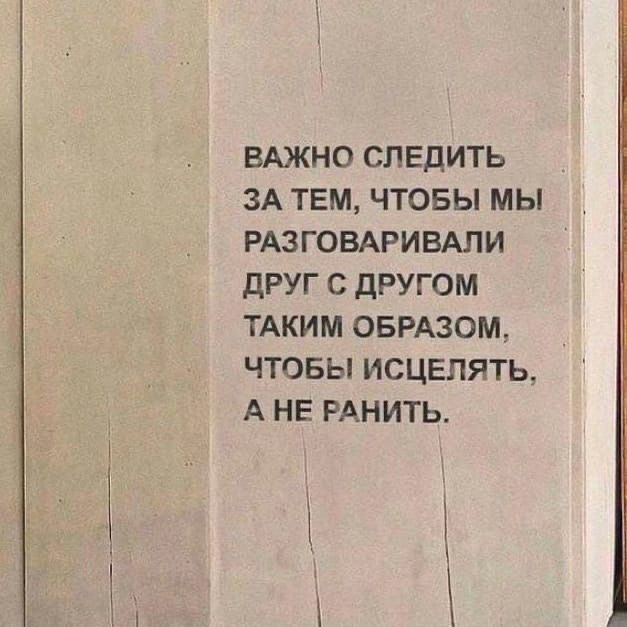 ВАЖНО СЛЕДИТЬ
ЗА ТЕМ, ЧТОБЫ МЫ
РАЗГОВАРИВАЛИ
ДРУГ С ДРУГОМ
ТАКИМ ОБРАЗОМ,
ЧТОБЫ ИСЦЕЛЯТЬ,
А НЕ РАНИТЬ.